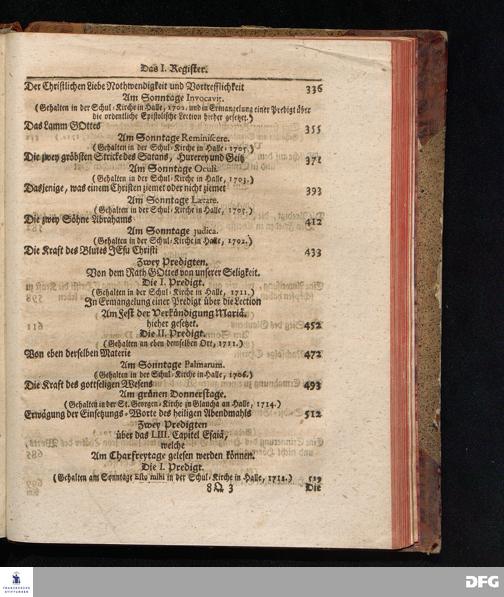 Das I. Register.
Der Christlichen Liebe Nothwendigkeit und Vortrefflichkeit 336
Am Sonntage Invocavit.
(Gehalten in der Schul-Kirche in Halle, 1702. und in Ermangelung einer Predigt über
die ordentliche Epistolische Lection hieher gesetzet.)
Das Lamm GOttes 355
Am Sonntage Reminiscere.
(Gehalten in der Schul-Kirche in Halle, 1705.)
Die zwey gröbsten Stricke des Satans, Hurerey und Geitz 371
Am Sonntage Oculi.
(Gehalten in der Schul-Kirche in Halle, 1703.)
Dasjenige, was einem Christen ziemet oder nicht ziemet 393
Am Sonntage Lætare.
(Gehalten in der Schul-Kirche in Halle, 1705.)
Die zwey Söhne Abrahams 412
Am Sonntage Judica.
(Gehalten in der Schul-Kirche in Halle, 1702.)
Die Kraft des Blutes JEsu Christi 433
Zwey Predigten.
Von dem Rath GOttes von unserer Seligkeit.
Die I. Predigt.
(Gehalten in der Schul-Kirche in Halle, 1711.)
In Ermangelung einer Predigt über die Lection
Am Fest der Verkündigung Mariä.
hieher gesetzt. 452
Die II. Predigt.
(Gehalten an eben demselben Ort, 1711.)
Von eben derselben Materie 472
Am Sonntage Palmarum.
(Gehalten in der Schul-Kirche in Halle, 1706.)
Die Kraft des gottseligen Wesens 493
Am grünen Donnerstage.
(Gehalten in der St. Georgen-Kirche zu Glaucha an Halle, 1714.)
Erwägung der Einsetzungs-Worte des heiligen Abendmahls 512
Zwey Predigten
über das LIII. Capitel Esaiä,
welche
Am Charfreytage gelesen werden können.
Die I. Predigt.
(Gehalten am Sonntage Esto mihi in der Schul-Kirche in Halle, 1711.) 529
3 Die
FRANCKESCHE
STIFTUNGEN
DFG